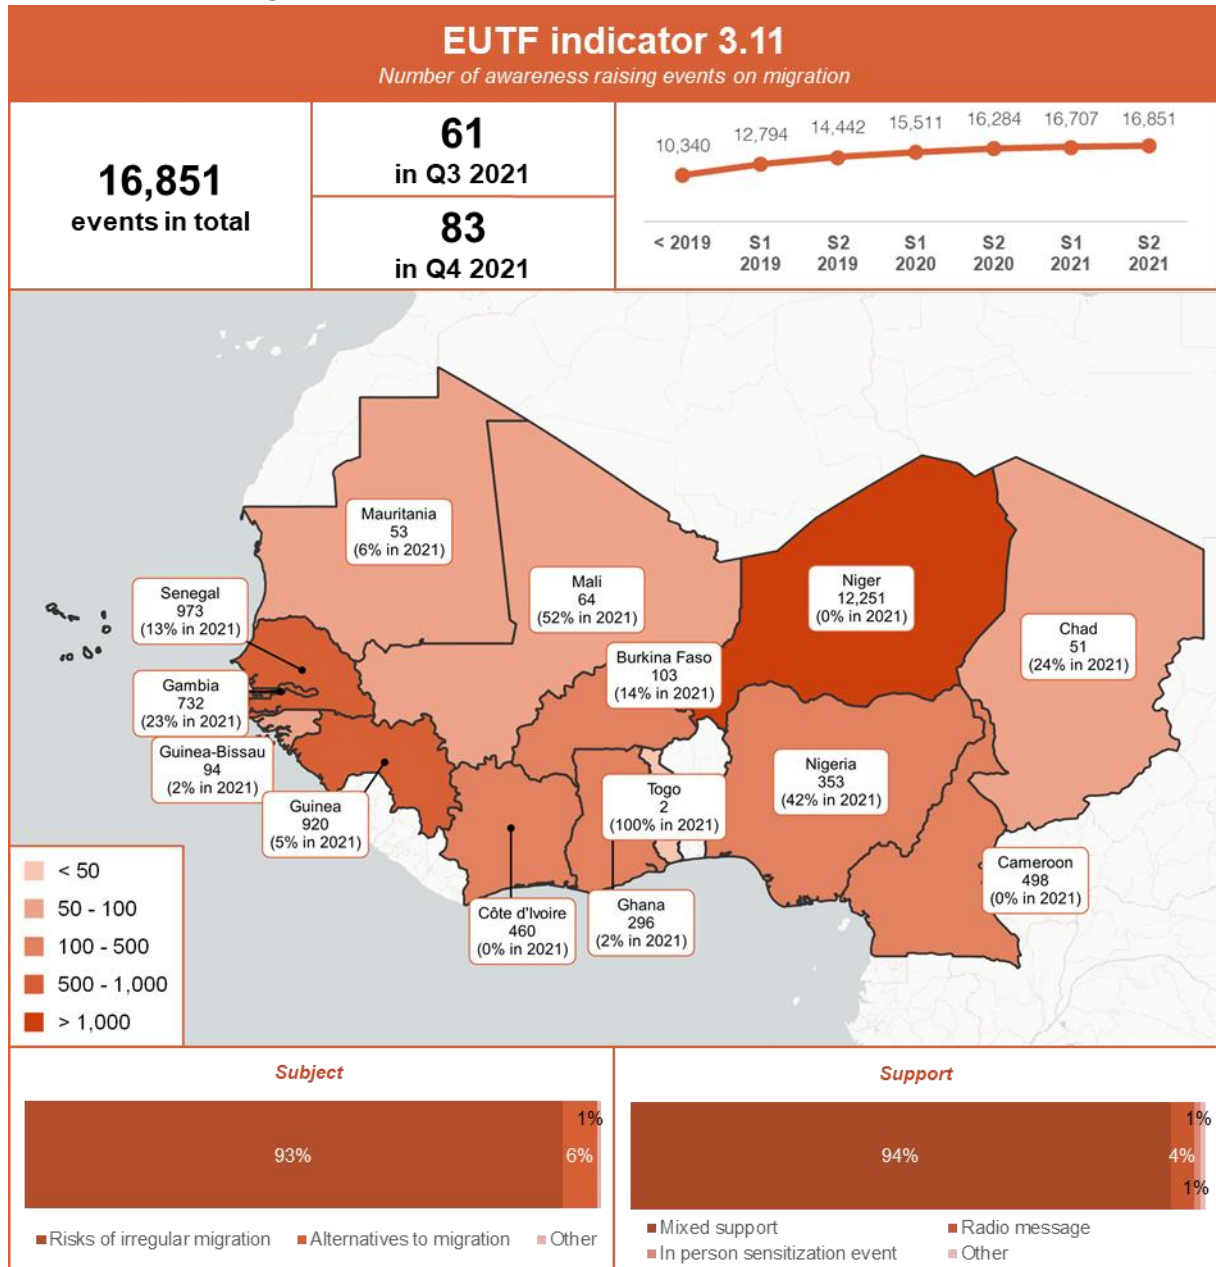 EUTF indicator 3.11
Number of awareness raising events on migration
16,851
events in total
61
in Q3 2021
83
in Q4 2021
10,340
12,794
14,442
15,511
16,284
16,707
16,851
< 2019
S1
2019
S2
2019
S1
2020
S2
2020
S1
2021
S2
2021
Mauritania
53
(6% in 2021)
Senegal
973
(13% in 2021)
Mali
64
(52% in 2021)
Niger
12,251
(0% in 2021)
Chad
51
(24% in 2021)
Burkina Faso
103
(14% in 2021)
Gambia
732
(23% in 2021)
Guinea-Bissau
94
(2% in 2021)
Guinea
920
(5% in 2021)
Togo
2
(100% in 2021)
Nigeria
353
(42% in 2021)
Cameroon
498
(0% in 2021)
Côte d'Ivoire
460
(0% in 2021)
Ghana
296
(2% in 2021)
< 50
50 - 100
100 - 500
500 - 1,000
> 1,000
Subject
93%
6%
1%
Risks of irregular migration
Alternatives to migration
Other
Support
94%
4%
1%
1%
Mixed support
Radio message
In person sensitization event
Other